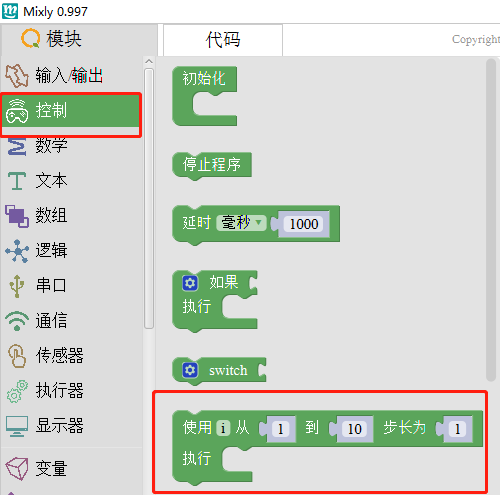 Mixly 0.997
模块
代码
Copyright
输入/输出
控制
数学
文本
数组
逻辑
串口
通信
传感器
执行器
显示器
变量
初始化
停止程序
延时 毫秒 1000
如果
执行
switch
使用 i 从 1 到 10 步长为 1
执行